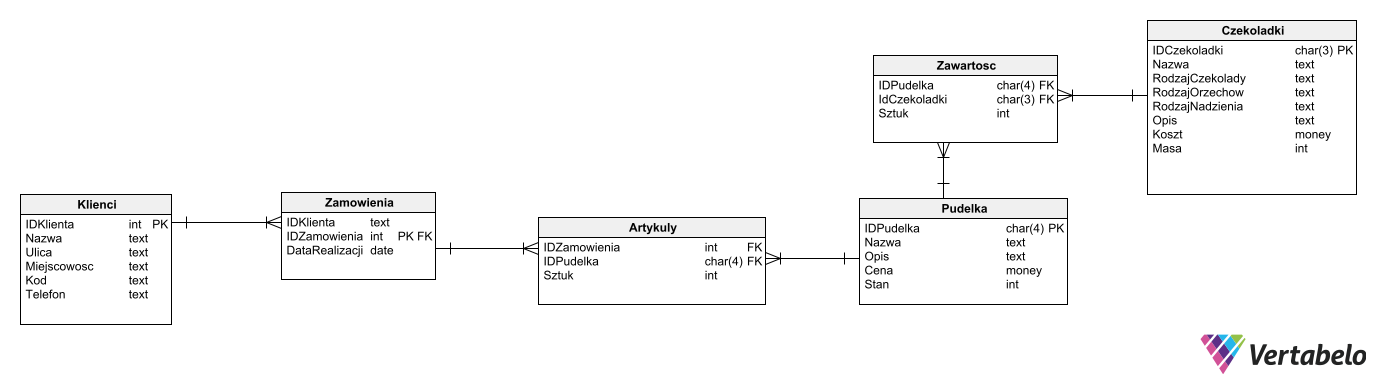 Klienci
IDKlienta int PK
Nazwa text
Ulica text
Miejscowosc text
Kod text
Telefon text
Zamowienia
IDKlienta text
IDZamowienia int PK FK
DataRealizacji date
Artykuly
IDZamowienia int FK
IDPudelka char(4) FK
Sztuk int
Zawartosc
IDPudelka char(4) FK
IdCzekoladki char(3) FK
Sztuk int
Pudelka
IDPudelka char(4) PK
Nazwa text
Opis text
Cena money
Stan int
Czekoladki
IDCzekoladki char(3) PK
Nazwa text
RodzajCzekolady text
RodzajOrzechow text
RodzajNadzienia text
Opis text
Koszt money
Masa int
Vertabelo